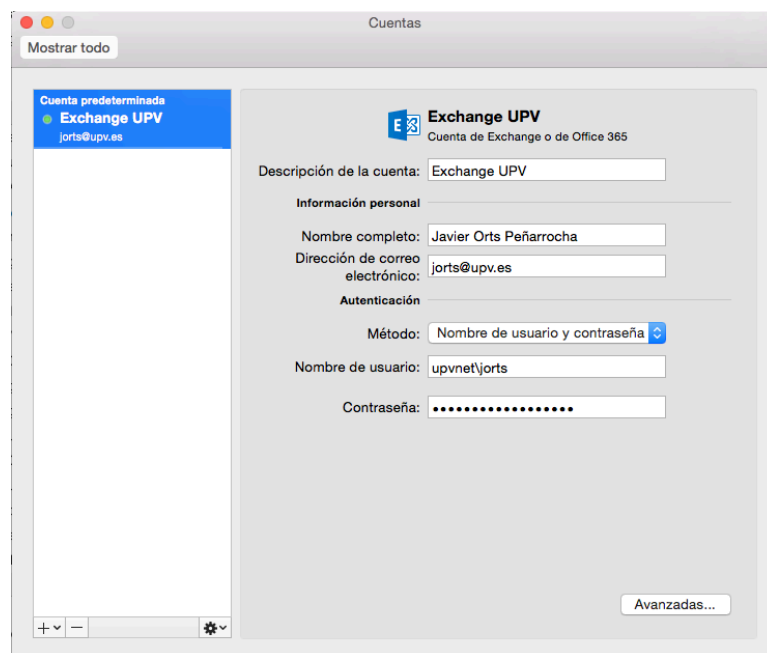 Cuentas
Mostrar todo
Cuenta predeterminada
Exchange UPV
jorts@upv.es
Exchange UPV
Cuenta de Exchange o de Office 365
Descripción de la cuenta: Exchange UPV
Información personal
Nombre completo: Javier Orts Peñarrocha
Dirección de correo
electrónico: jorts@upv.es
Autenticación
Método: Nombre de usuario y contraseña
Nombre de usuario: upvnet\jorts
Contraseña: ••••••••••••••••••
Avanzadas...